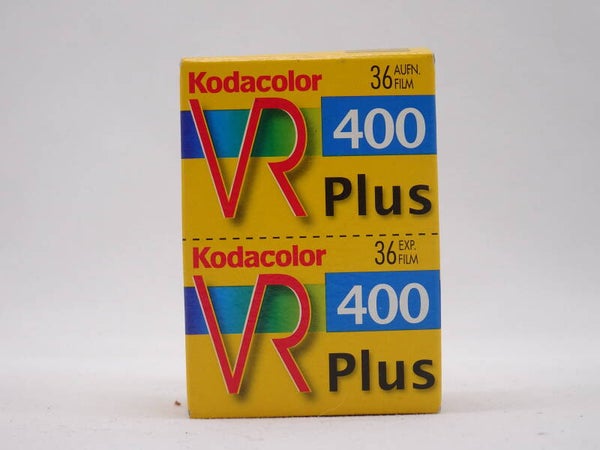 Kodacolor
36 AUFN. FILM
VR
400
Plus
Kodacolor
36 EXP. FILM
VR
400
Plus